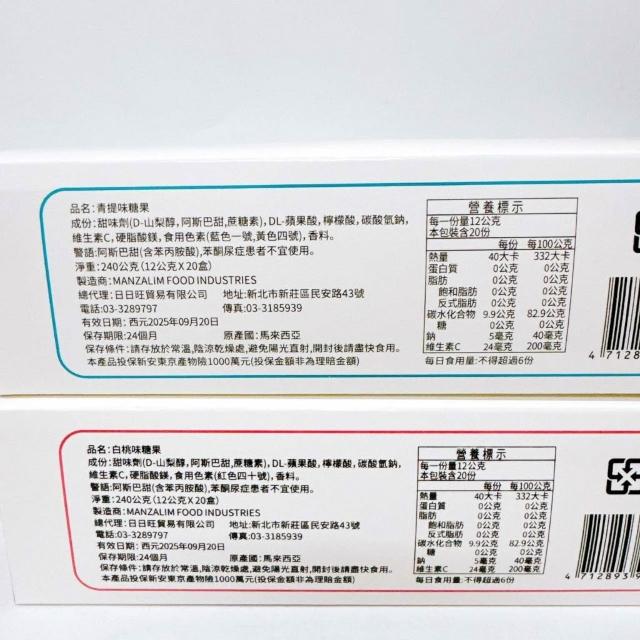 品名:青提味糖果
成份:甜味劑(D-山梨醇,阿斯巴甜,蔗糖素),DL-蘋果酸,檸檬酸,碳酸氫鈉,
維生素C,硬脂酸鎂,食用色素(藍色一號,黃色四號),香料。
警語:阿斯巴甜(含苯丙胺酸),苯酮尿症患者不宜使用。
淨重:240公克(12公克X20盒)
製造商:MANZALIM FOOD INDUSTRIES
總代理:日日旺貿易有限公司 地址:新北市新莊區民安路43號
電話:03-3289797 傳真:03-3185939
有效日期:西元2025年09月20日
保存期限:24個月 原產國:馬來西亞
保存條件:請存放於常溫,陰涼乾燥處,避免陽光直射,開封後請盡快食用。
本產品投保新安東京產物險1000萬元(投保金額非為理賠金額)
營養標示
每一份量12公克
本包裝含20份
每份 每100公克
熱量 40大卡 332大卡
蛋白質 0公克 0公克
脂肪 0公克 0公克
飽和脂肪 0公克 0公克
反式脂肪 0公克 0公克
碳水化合物 9.9公克 82.9公克
糖 0公克 0公克
鈉 5毫克 40毫克
維生素C 24毫克 200毫克
每日食用量:不得超過6份
4 7128
品名:白桃味糖果
成份:甜味劑(D-山梨醇,阿斯巴甜,蔗糖素),DL-蘋果酸,檸檬酸,碳酸氫鈉,
維生素C,硬脂酸鎂,食用色素(紅色四十號),香料。
警語:阿斯巴甜(含苯丙胺酸),苯酮尿症患者不宜使用。
淨重:240公克(12公克X20盒)
製造商:MANZALIM FOOD INDUSTRIES
總代理:日日旺貿易有限公司 地址:新北市新莊區民安路43號
電話:03-3289797 傳真:03-3185939
有效日期:西元2025年09月20日
保存期限:24個月 原產國:馬來西亞
保存條件:請存放於常溫,陰涼乾燥處,避免陽光直射,開封後請盡快食用。
本產品投保新安東京產物險1000萬元(投保金額非為理賠金額)
營養標示
每一份量12公克
本包裝含20份
每份 每100公克
熱量 40大卡 332大卡
蛋白質 0公克 0公克
脂肪 0公克 0公克
飽和脂肪 0公克 0公克
反式脂肪 0公克 0公克
碳水化合物 9.9公克 82.9公克
糖 0公克 0公克
鈉 5毫克 40毫克
維生素C 24毫克 200毫克
每日食用量:不得超過6份
4 712893